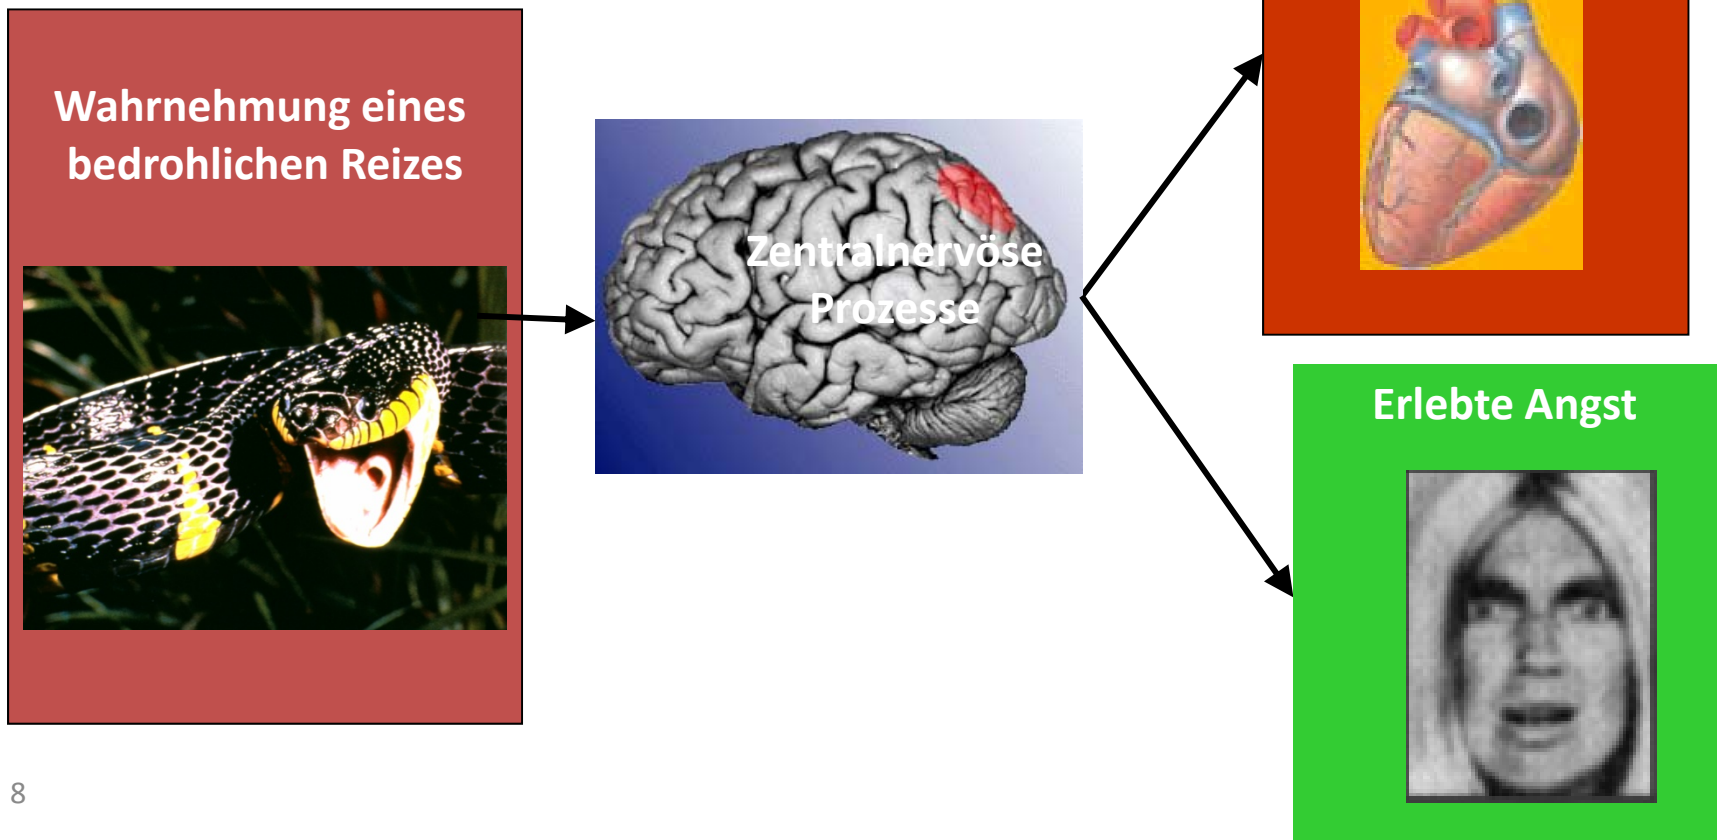 Wahrnehmung eines
bedrohlichen Reizes
Zentralnervöse
Prozesse
Erlebte Angst
8